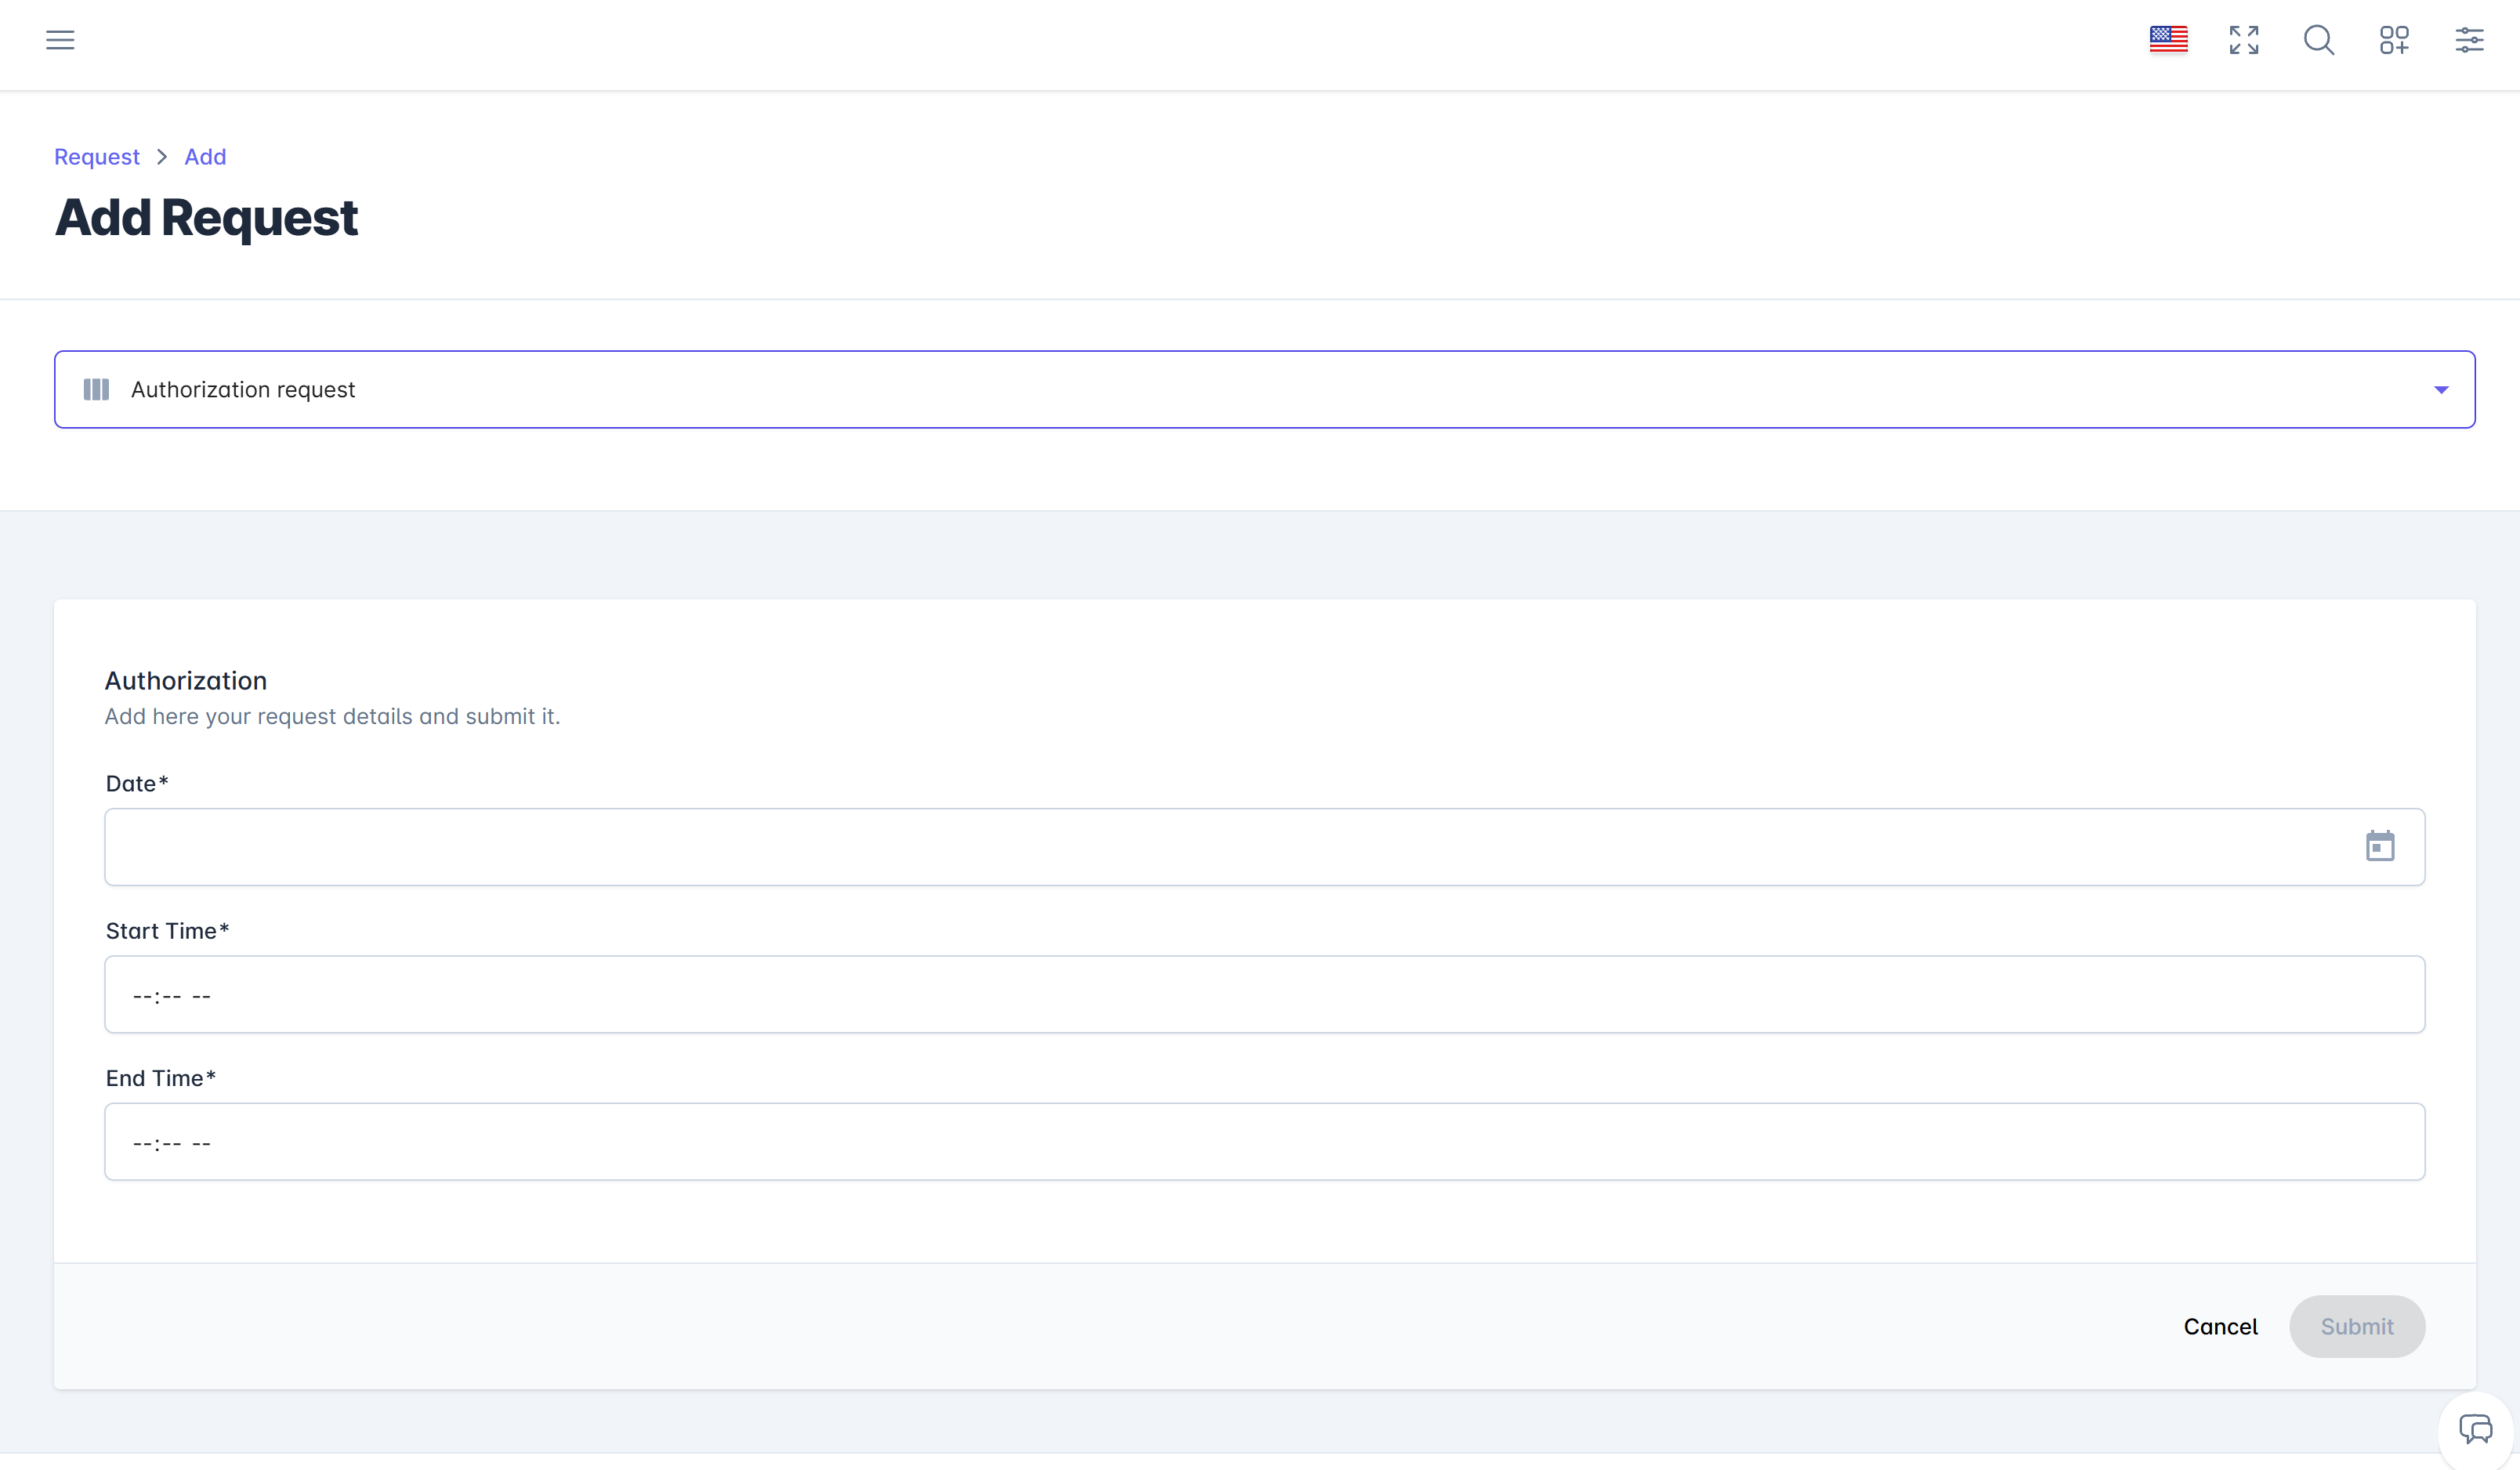 Request > Add
Add Request
Authorization request
Authorization
Add here your request details and submit it.
Date*
Start Time*
--:-- --
End Time*
--:-- --
Cancel
Submit